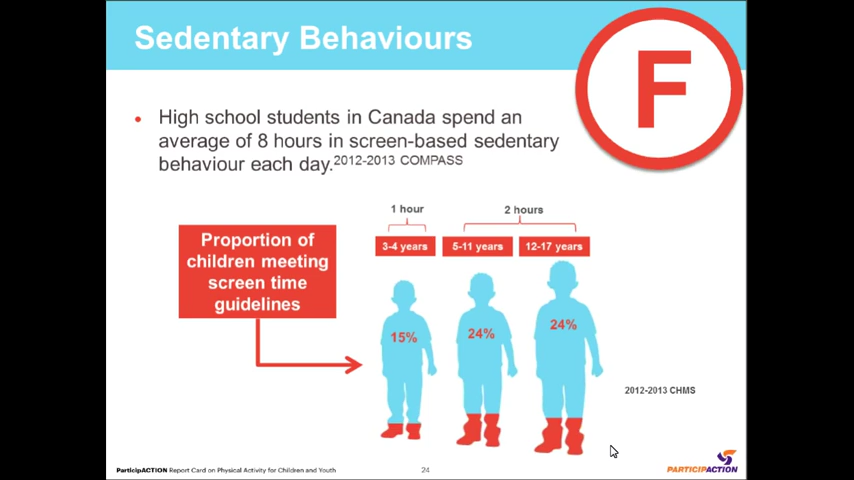 Sedentary Behaviours
F
• High school students in Canada spend an
average of 8 hours in screen-based sedentary
behaviour each day.2012-2013 COMPASS
1 hour
2 hours
Proportion of
children meeting
screen time
guidelines
3-4 years
5-11 years
12-17 years
15%
24%
24%
2012-2013 CHMS
ParticipACTION Report Card on Physical Activity for Children and Youth
24
PARTICIPACTION